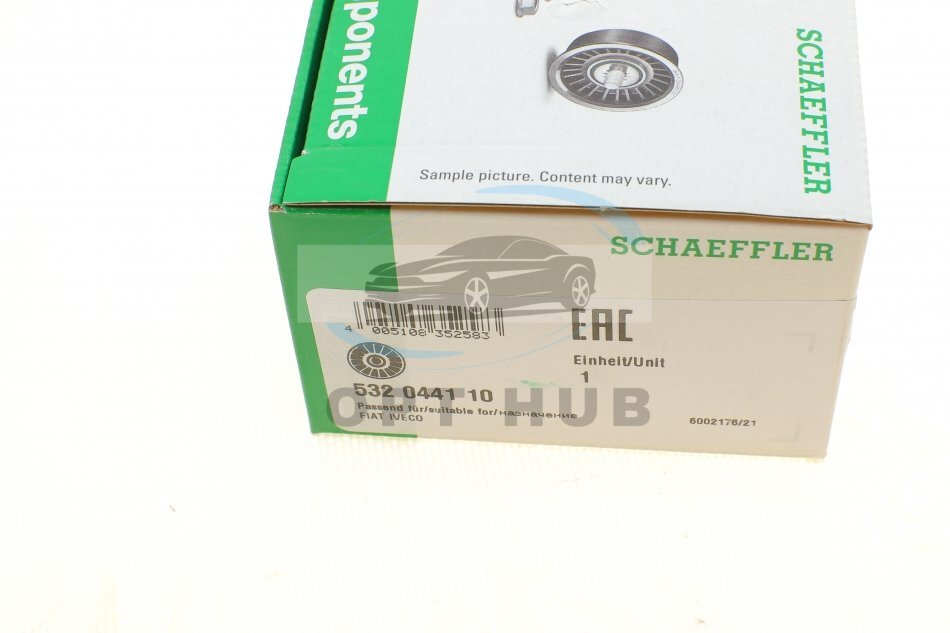 ponents
SCHAEFFLER
Sample picture. Content may vary.
SCHAEFFLER
4 005108 352583
EAC
Einheit/Unit
1
532 0441 10
Passend für/suitable for/назначение
FIAT IVECO
6002176/21
OPT HUB